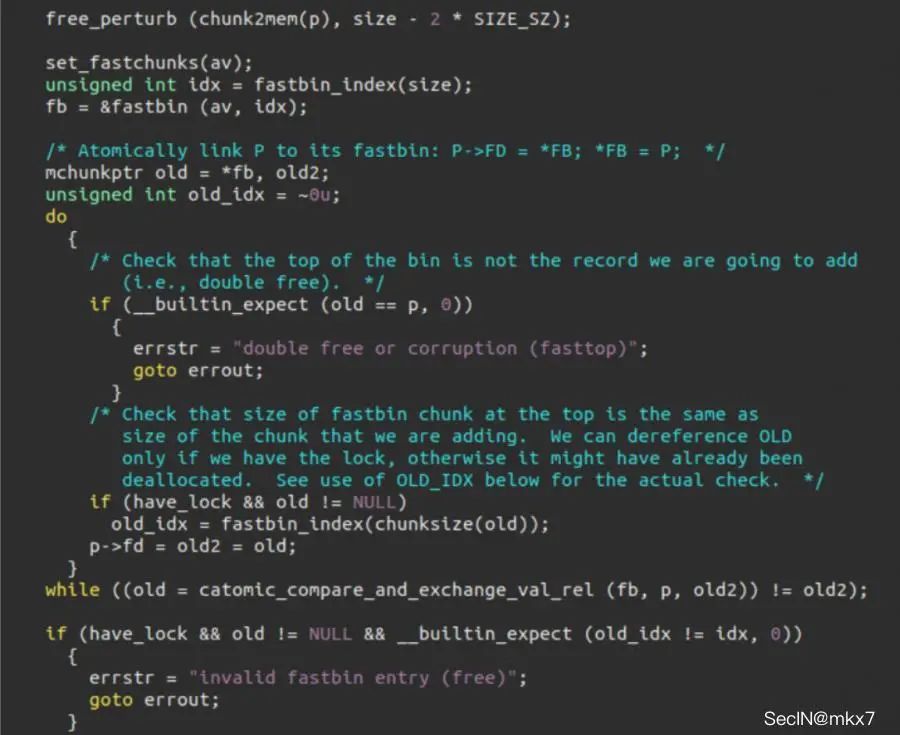 free_perturb (chunk2mem(p), size - 2 * SIZE_SZ);

set_fastchunks(av);
unsigned int idx = fastbin_index(size);
fb = &fastbin (av, idx);

/* Atomically link P to its fastbin: P->FD = *FB; *FB = P;  */
mchunkptr old = *fb, old2;
unsigned int old_idx = ~0u;
do
  {
    /* Check that the top of the bin is not the record we are going to add
       (i.e., double free).  */
    if (__builtin_expect (old == p, 0))
      {
        errstr = "double free or corruption (fasttop)";
        goto errout;
      }
    /* Check that size of fastbin chunk at the top is the same as
       size of the chunk that we are adding.  We can dereference OLD
       only if we have the lock, otherwise it might have already been
       deallocated.  See use of OLD_IDX below for the actual check.  */
    if (have_lock && old != NULL)
      old_idx = fastbin_index(chunksize(old));
    p->fd = old2 = old;
  }
while ((old = catomic_compare_and_exchange_val_rel (fb, p, old2)) != old2);

if (have_lock && old != NULL && __builtin_expect (old_idx != idx, 0))
  {
    errstr = "invalid fastbin entry (free)";
    goto errout;
  }
SecIN@mkx7